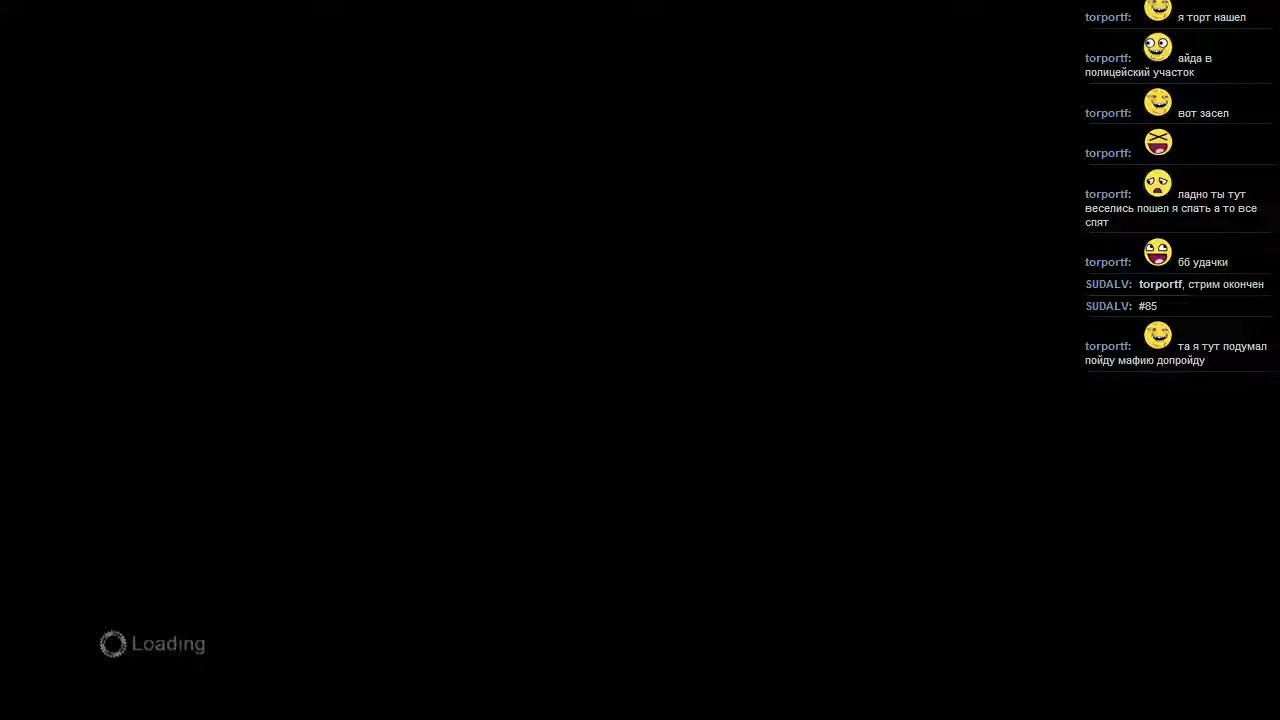 torportf: я торт нашел
torportf: айда в
полицейский участок
torportf: вот засел
torportf:
torportf: ладно ты тут
веселись пошел я спать а то все
спят
torportf: бб удачки
SUDALV: torportf, стрим окончен
SUDALV: #85
torportf: та я тут подумал
пойду мафию допройду
Loading